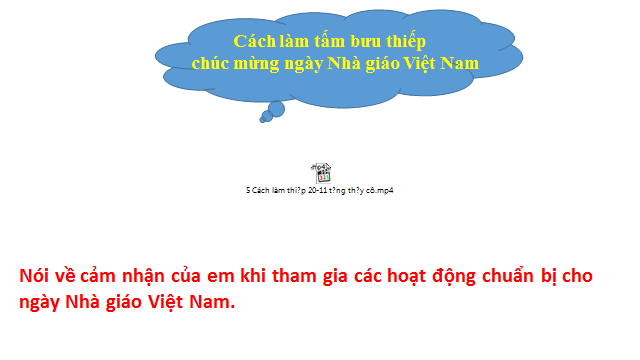 Cách làm tấm bưu thiếp
chúc mừng ngày Nhà giáo Việt Nam
5 Cách làm thi?p 20-11 t?ng th?y cô.mp4
Nói về cảm nhận của em khi tham gia các hoạt động chuẩn bị cho
ngày Nhà giáo Việt Nam.